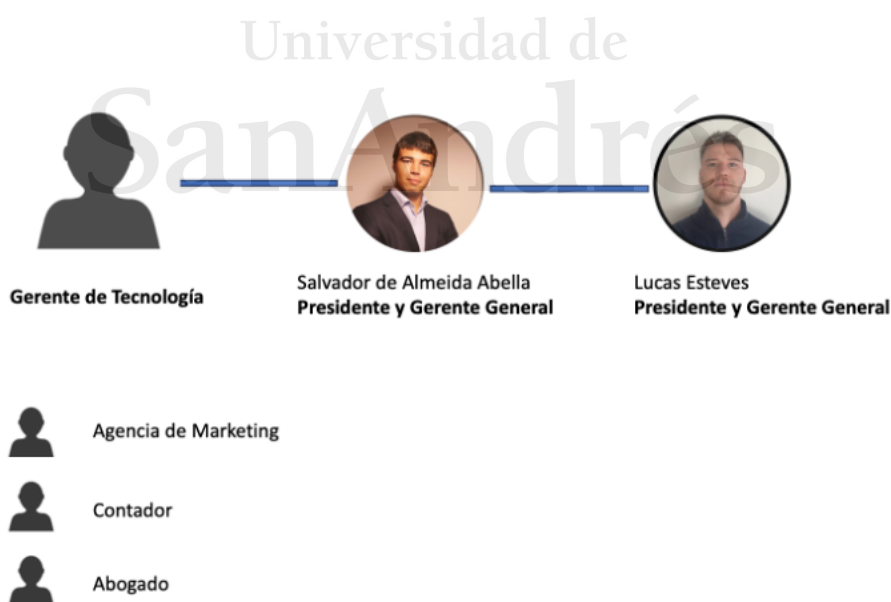 Universidad de
SanAndrés
Gerente de Tecnología
Salvador de Almeida Abella
Presidente y Gerente General
Lucas Esteves
Presidente y Gerente General
Agencia de Marketing
Contador
Abogado